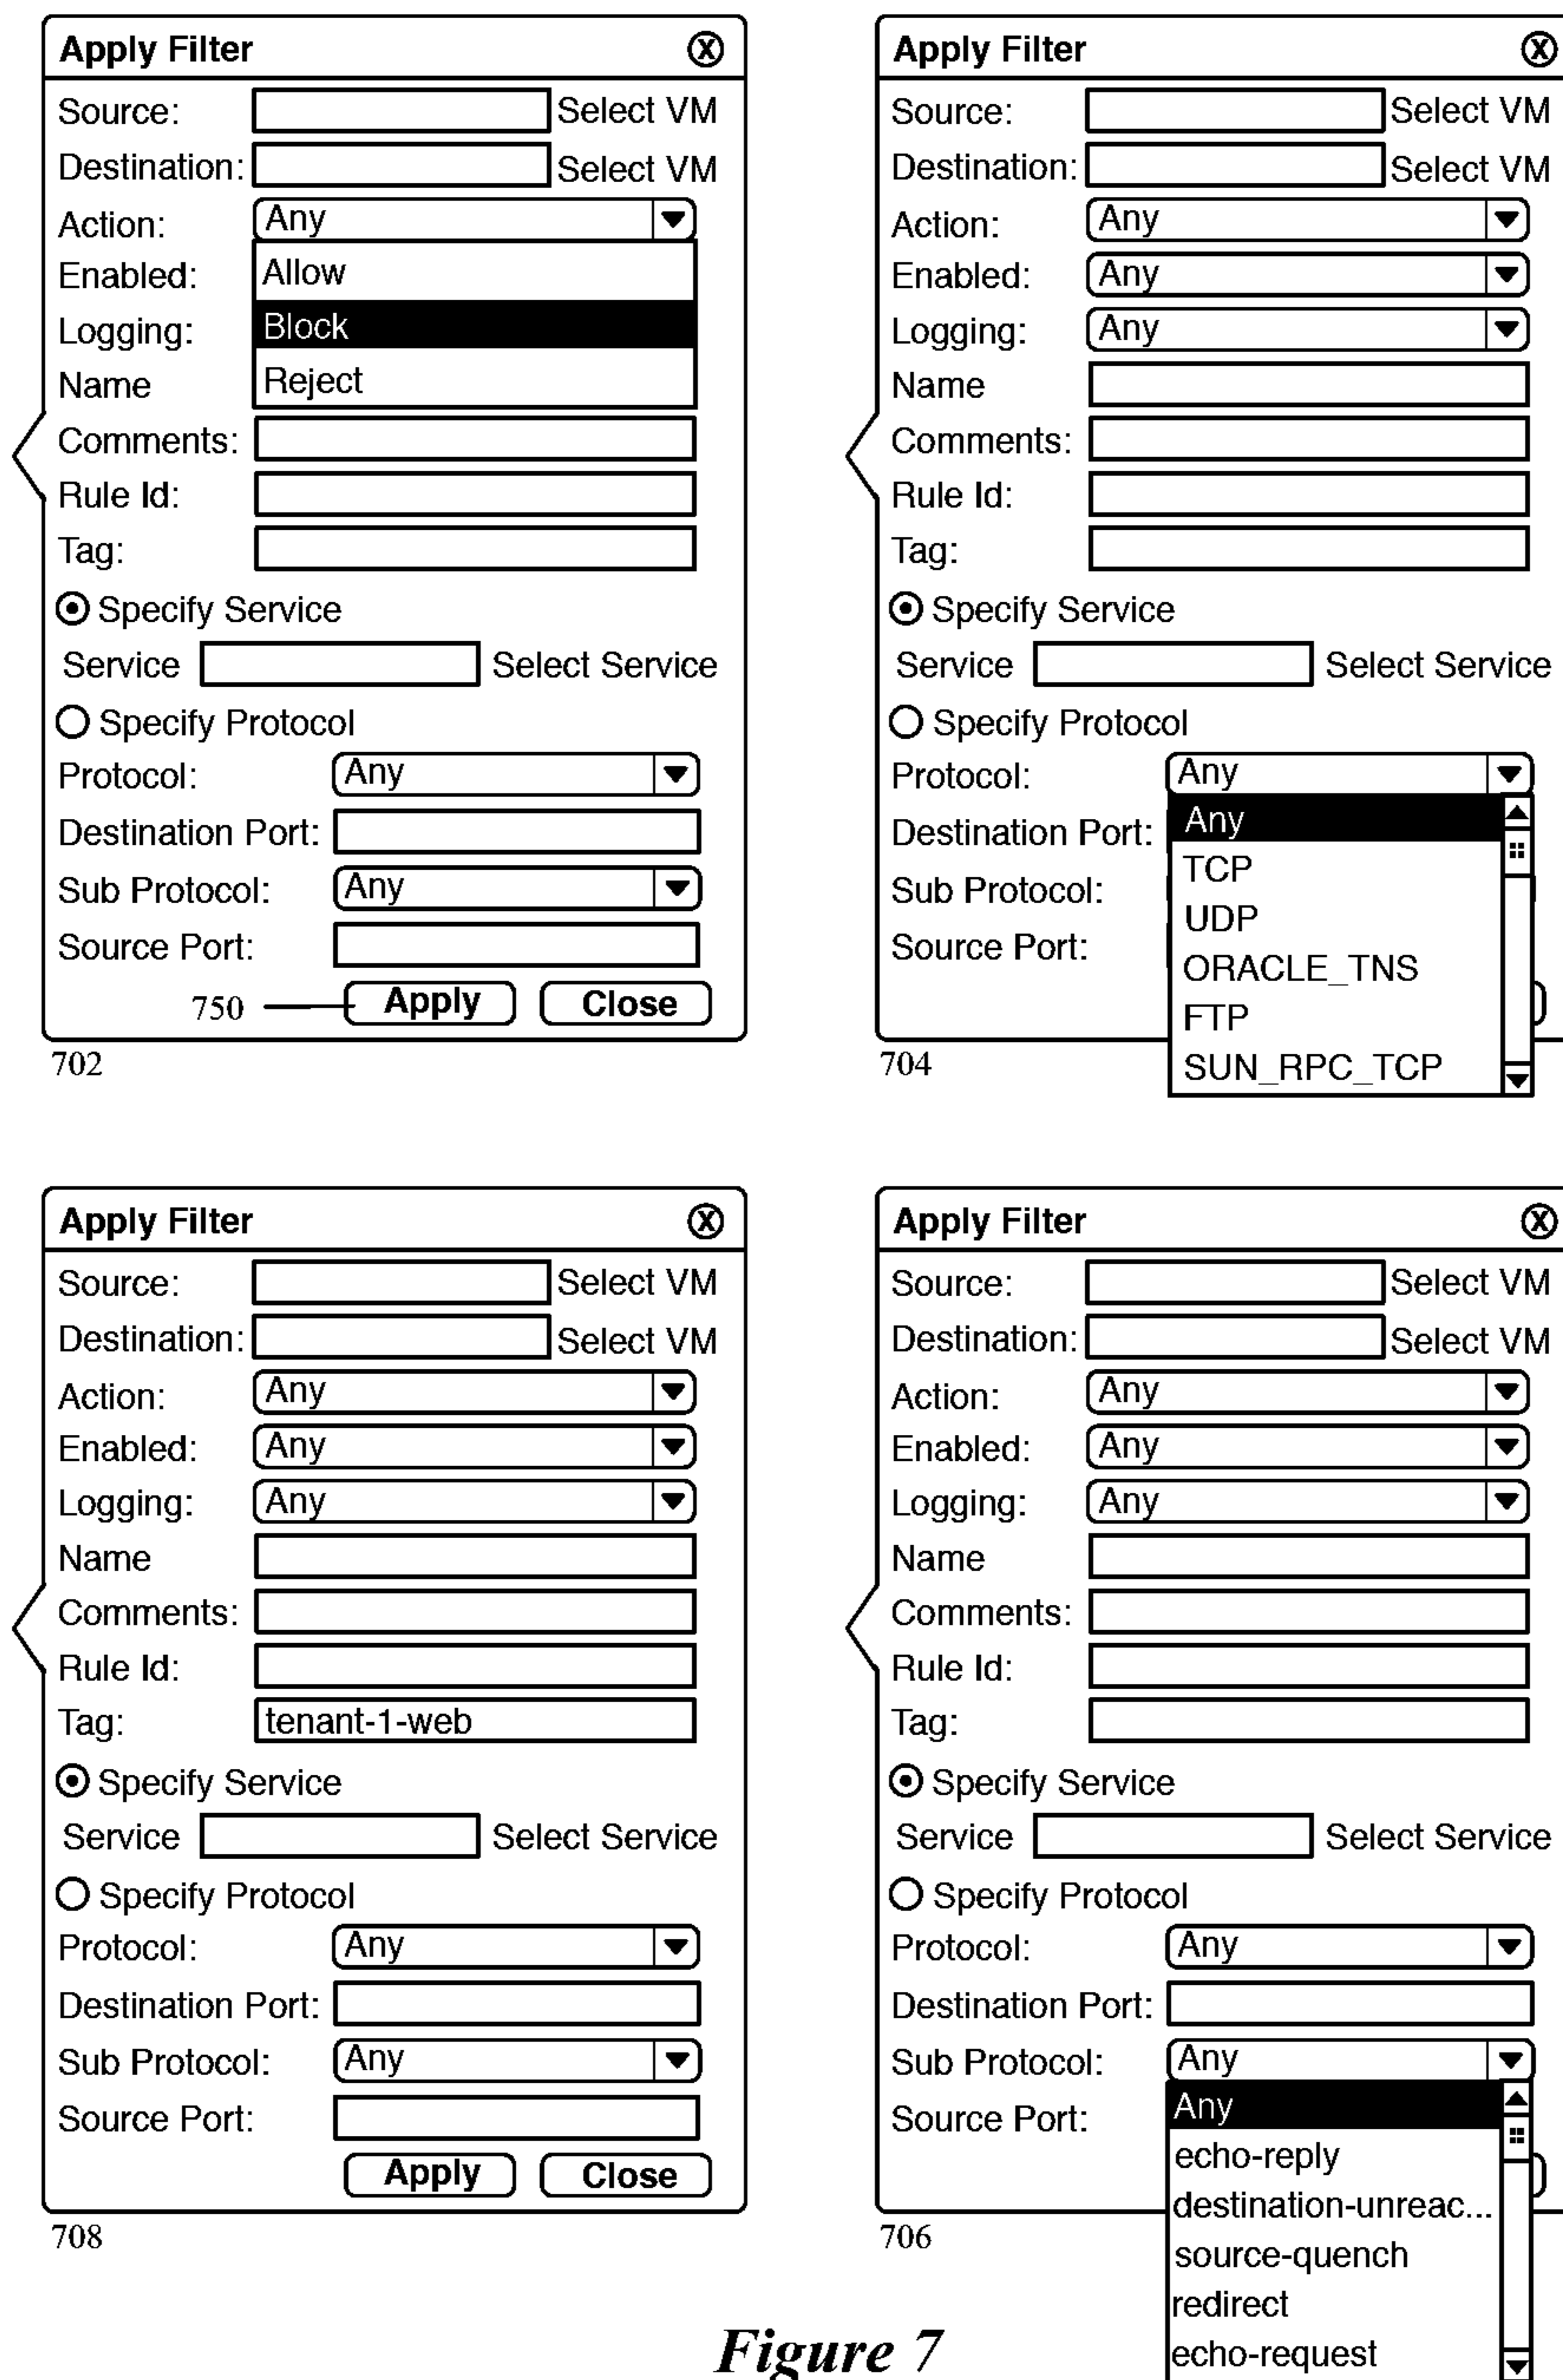 Apply Filter X
Source: Select VM
Destination: Select VM
Action: Any
Enabled: Allow
Logging: Block
Name Reject
Comments:
Rule Id:
Tag:
Specify Service
Service Select Service
Specify Protocol
Protocol: Any
Destination Port:
Sub Protocol: Any
Source Port:
750 Apply Close
702
Apply Filter X
Source: Select VM
Destination: Select VM
Action: Any
Enabled: Any
Logging: Any
Name
Comments:
Rule Id:
Tag:
Specify Service
Service Select Service
Specify Protocol
Protocol: Any
Any
Destination Port:
TCP
Sub Protocol:
UDP
Source Port:
ORACLE_TNS
FTP
SUN_RPC_TCP
704
Apply Filter X
Source: Select VM
Destination: Select VM
Action: Any
Enabled: Any
Logging: Any
Name
Comments:
Rule Id:
Tag: tenant-1-web
Specify Service
Service Select Service
Specify Protocol
Protocol: Any
Destination Port:
Sub Protocol: Any
Source Port:
Apply Close
708
Apply Filter X
Source: Select VM
Destination: Select VM
Action: Any
Enabled: Any
Logging: Any
Name
Comments:
Rule Id:
Tag:
Specify Service
Service Select Service
Specify Protocol
Protocol: Any
Destination Port:
Sub Protocol: Any
Source Port: Any
echo-reply
destination-unreac...
source-quench
redirect
echo-request
706
Figure 7